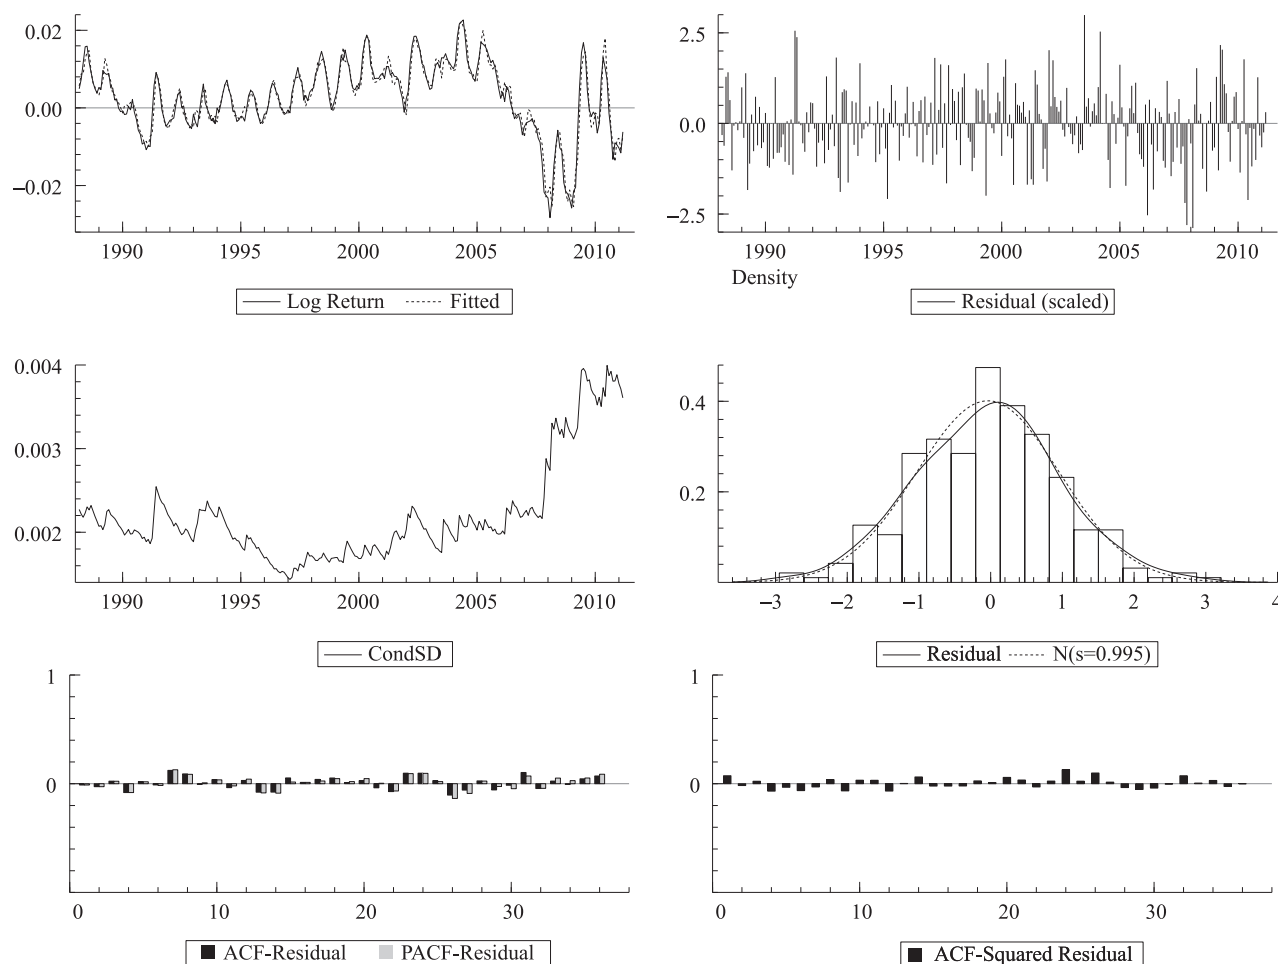 0.02
0.00
−0.02
1990 1995 2000 2005 2010
Log Return Fitted
2.5
0.0
−2.5
1990 1995 2000 2005 2010
Density
Residual (scaled)
0.004
0.003
0.002
1990 1995 2000 2005 2010
CondSD
0.4
0.2
−3 −2 −1 0 1 2 3 4
Residual N(s=0.995)
1
0
0 10 20 30
ACF-Residual PACF-Residual
1
0
0 10 20 30
ACF-Squared Residual